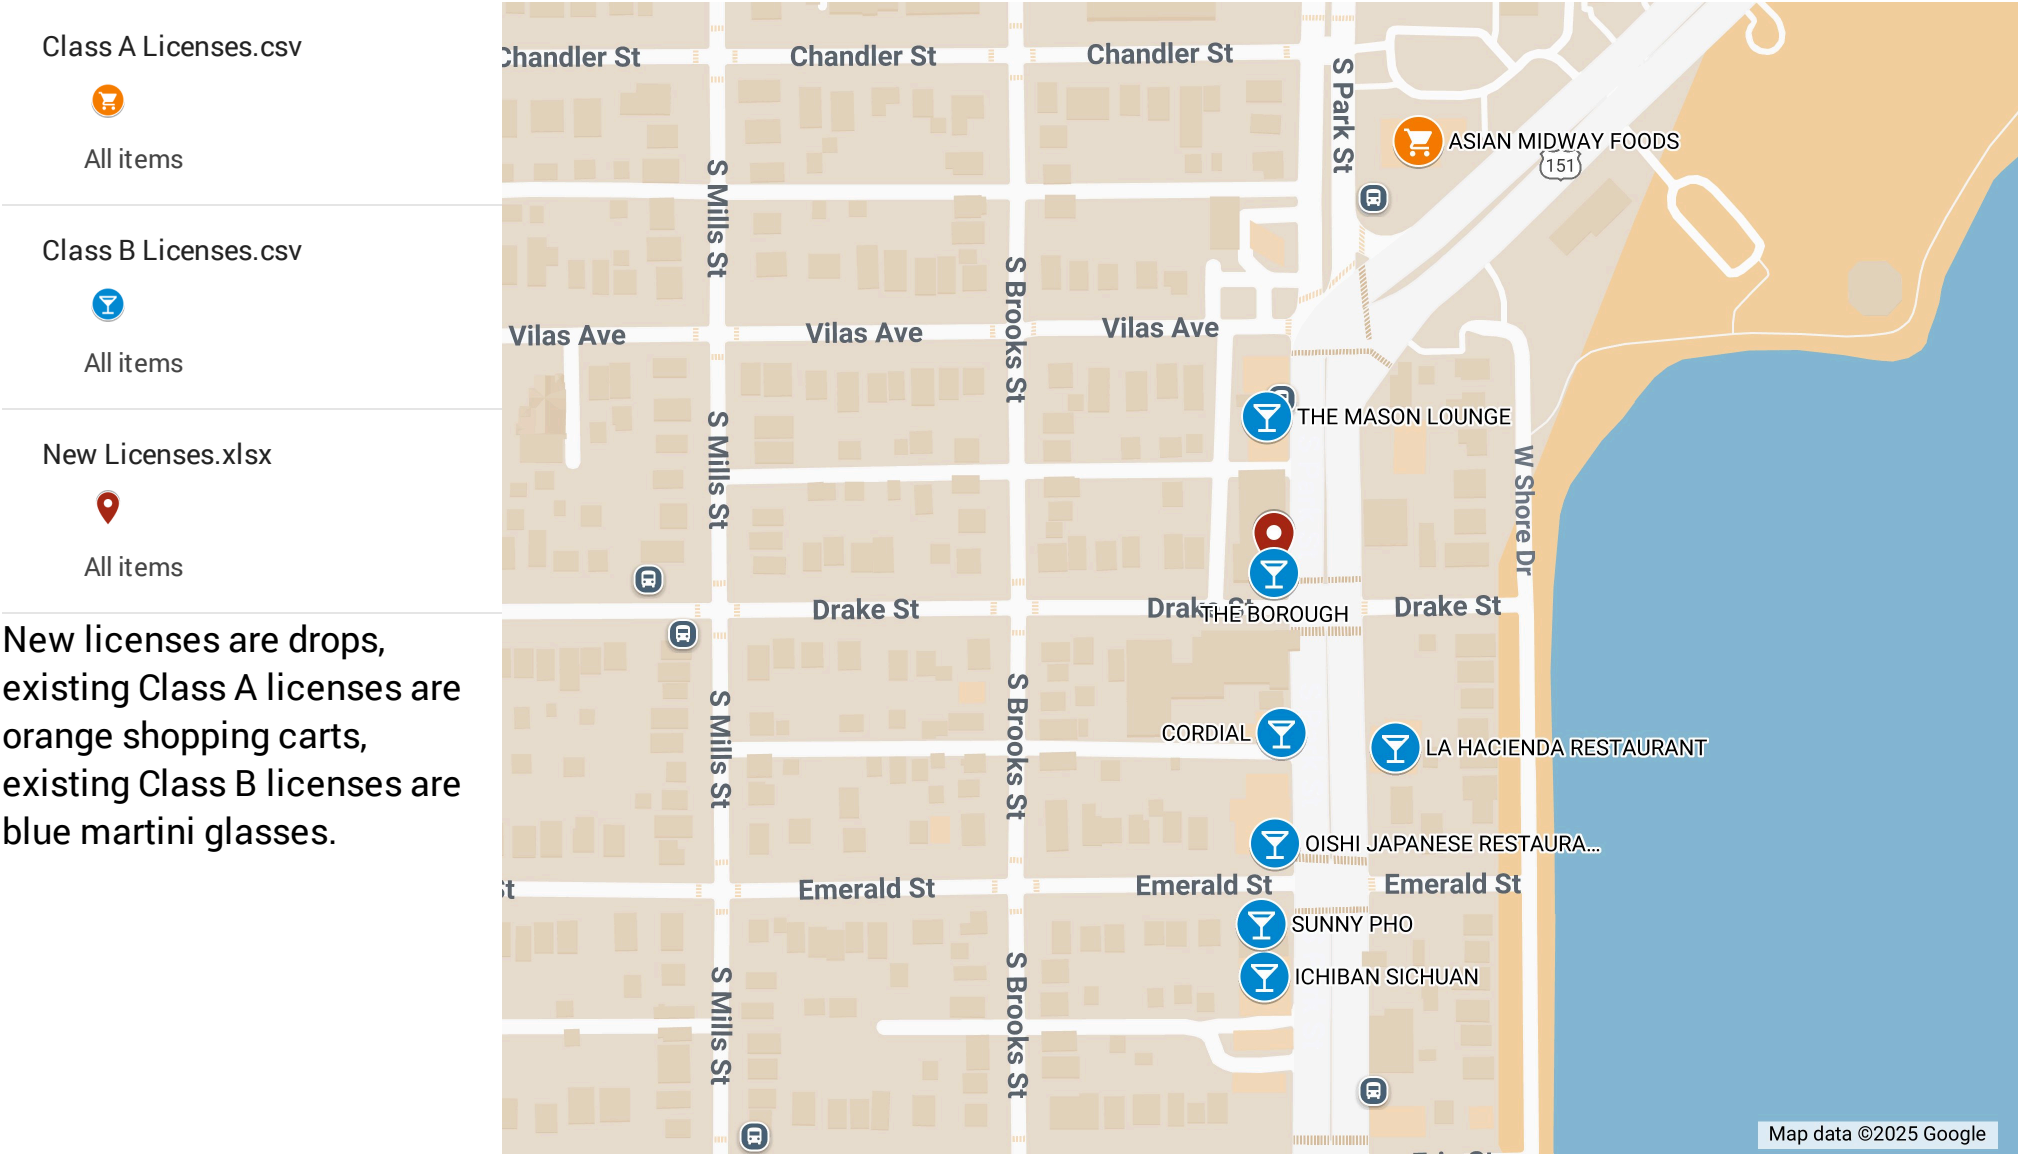 Class A Licenses.csv
All items
Class B Licenses.csv
All items
New Licenses.xlsx
All items
New licenses are drops,
existing Class A licenses are
orange shopping carts,
existing Class B licenses are
blue martini glasses.
Chandler St
Chandler St
Chandler St
S Park St
ASIAN MIDWAY FOODS
151
S Mills St
S Brooks St
Vilas Ave
Vilas Ave
Vilas Ave
THE MASON LOUNGE
S Mills St
W Shore Dr
Drake St
Drake St
THE BOROUGH
Drake St
S Mills St
S Brooks St
CORDIAL
LA HACIENDA RESTAURANT
OISHI JAPANESE RESTAURA...
St
Emerald St
Emerald St
Emerald St
SUNNY PHO
ICHIBAN SICHUAN
S Mills St
S Brooks St
Map data ©2025 Google